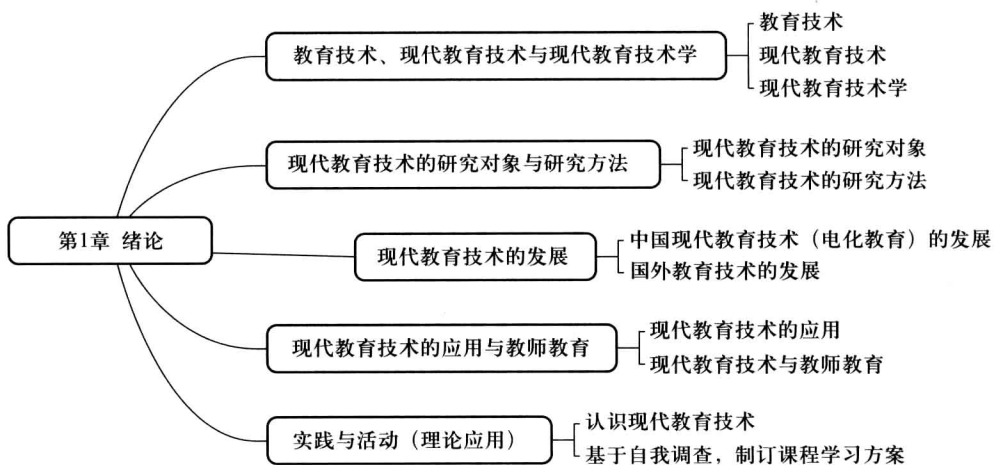 第1章 绪论
教育技术、现代教育技术与现代教育技术学
教育技术
现代教育技术
现代教育技术学
现代教育技术的研究对象与研究方法
现代教育技术的研究对象
现代教育技术的研究方法
现代教育技术的发展
中国现代教育技术（电化教育）的发展
国外教育技术的发展
现代教育技术的应用与教师教育
现代教育技术的应用
现代教育技术与教师教育
实践与活动（理论应用）
认识现代教育技术
基于自我调查，制订课程学习方案